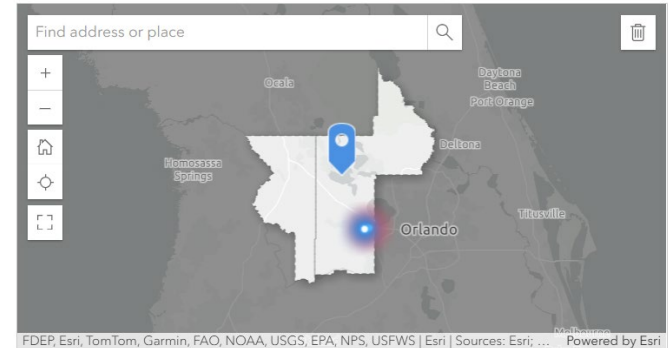 Find address or place
+
−
Ocala
Daytona
Beach
Port Orange
Deltona
Homosassa
Springs
Titusville
Orlando
Melbourne
FDEP, Esri, TomTom, Garmin, FAO, NOAA, USGS, EPA, NPS, USFWS | Esri | Sources: Esri; ... Powered by Esri